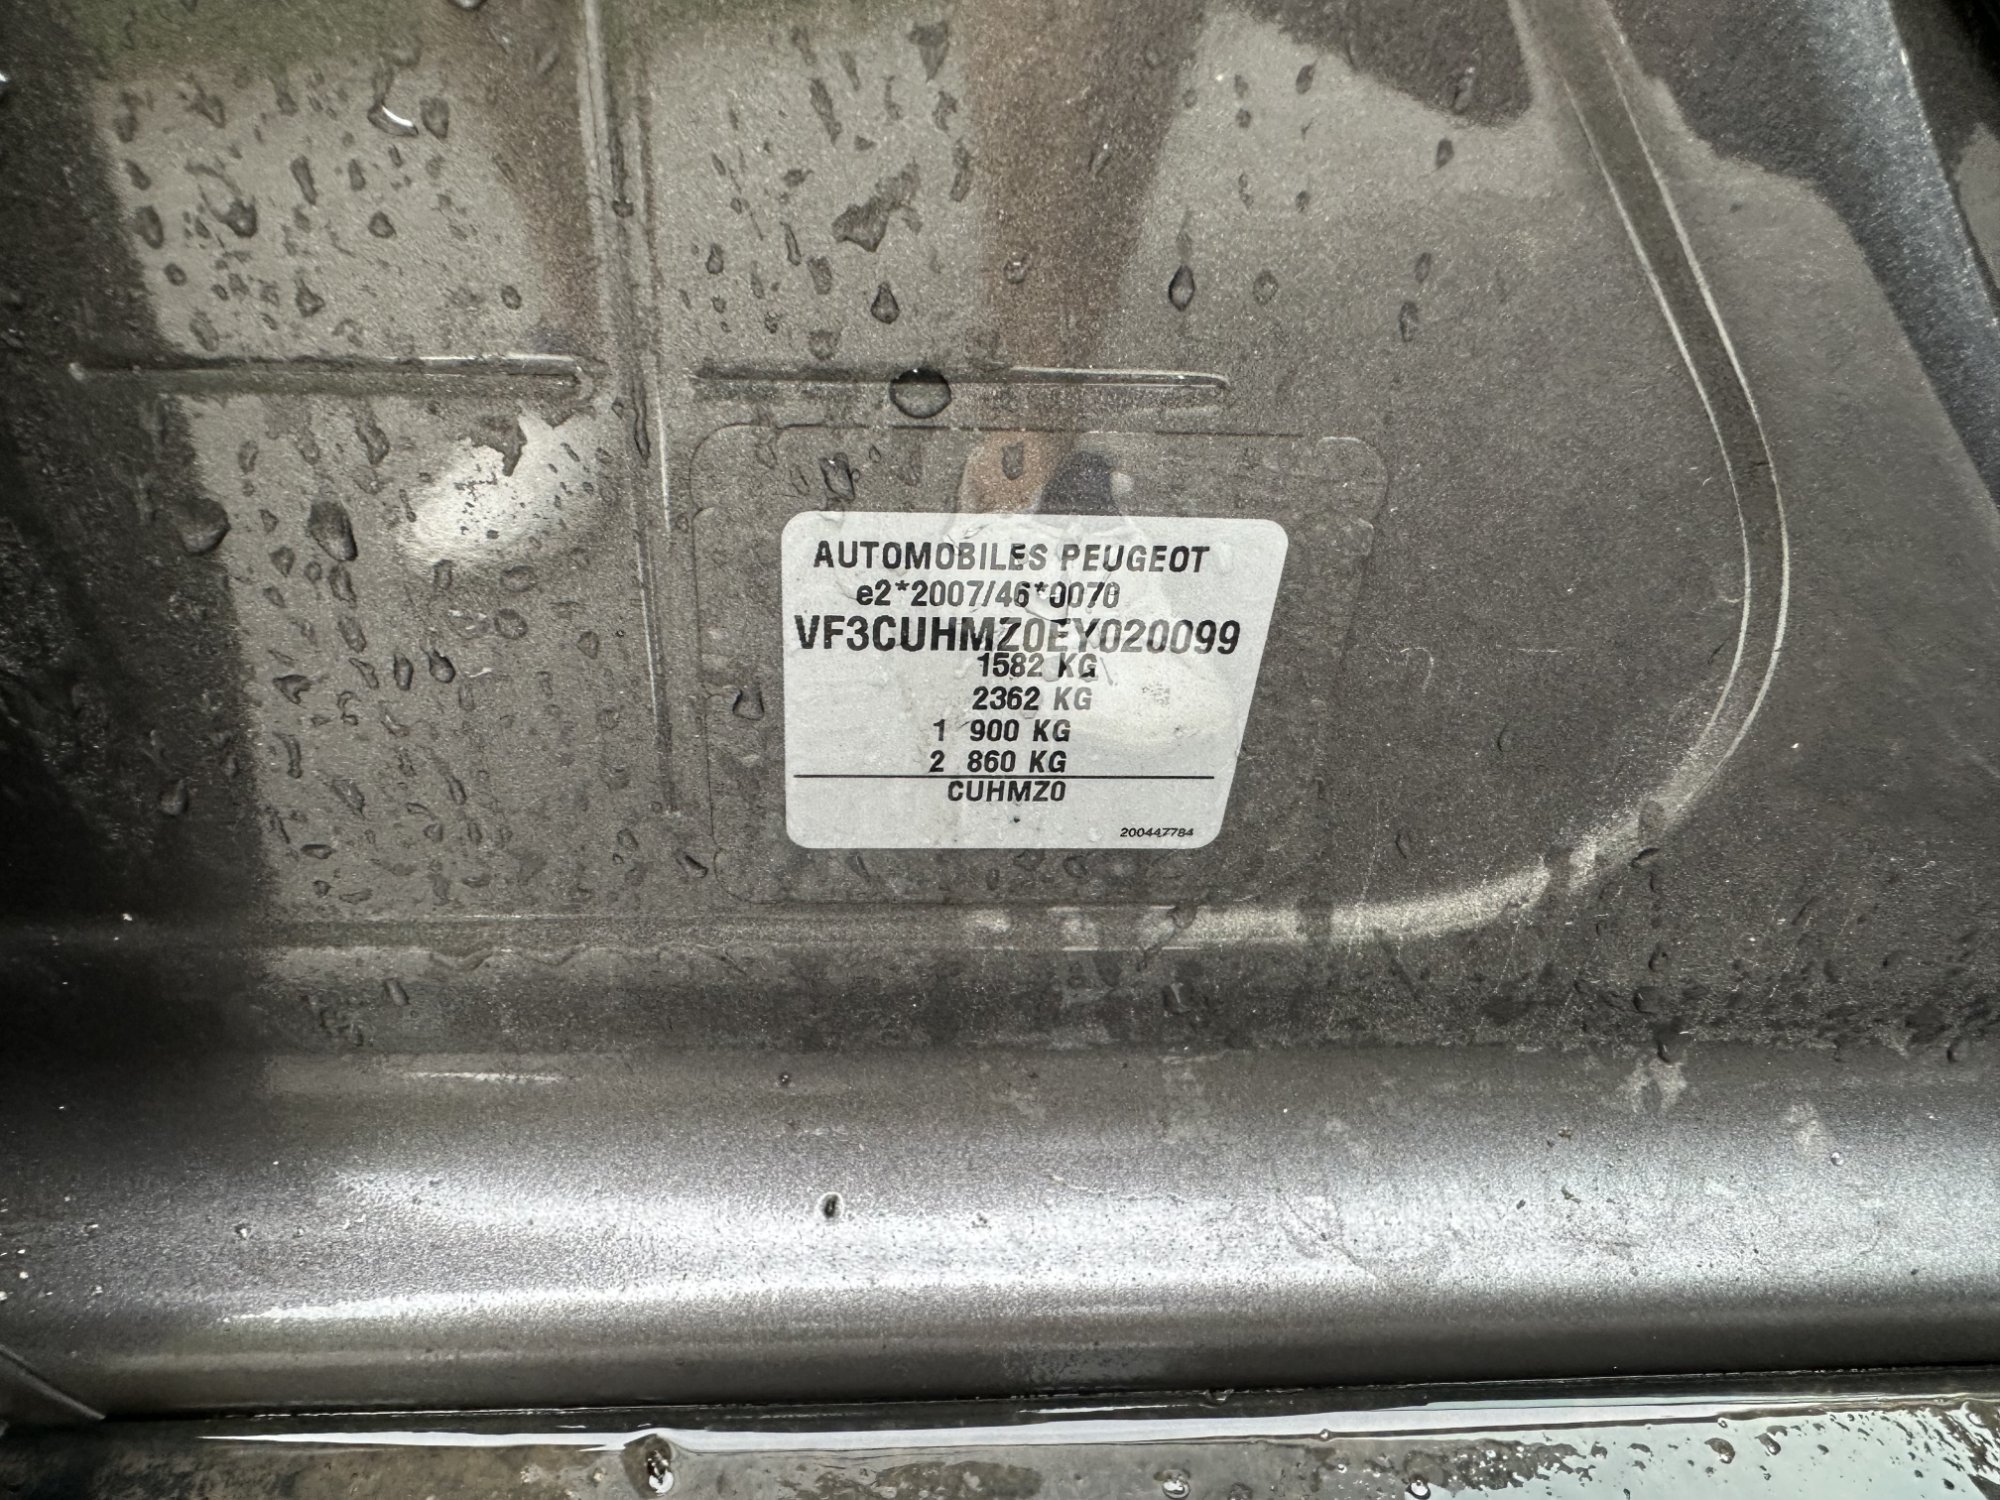 AUTOMOBILES PEUGEOT
e2*2007/46*0070
VF3CUHMZ0EY020099
1582 KG
2362 KG
1 900 KG
2 860 KG
CUHMZ0
200447784